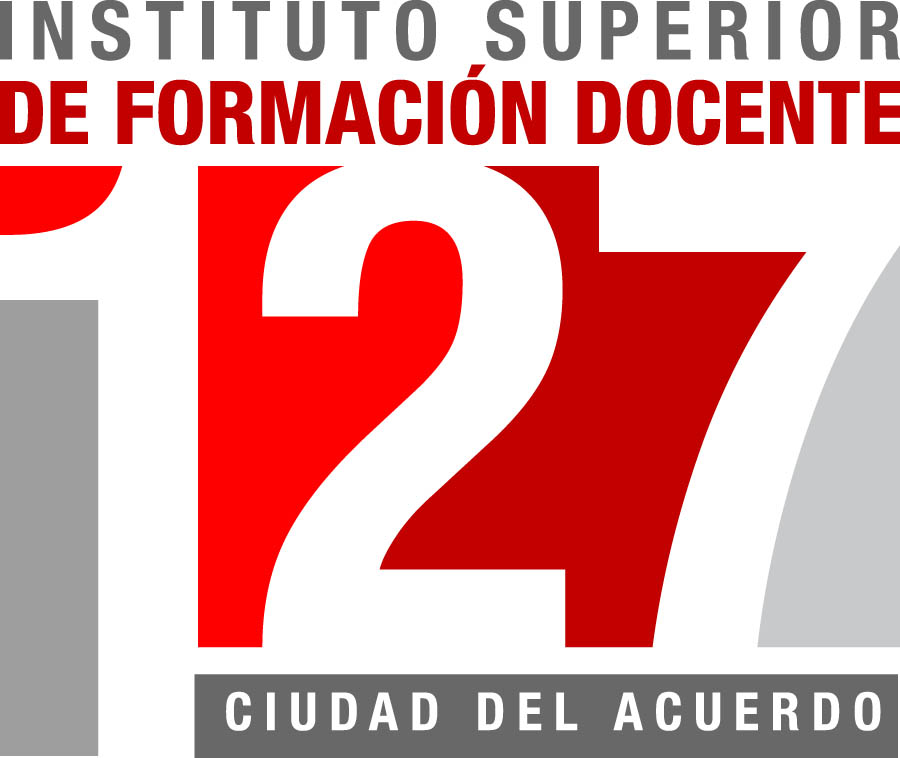 INSTITUTO SUPERIOR
DE FORMACIÓN DOCENTE
127
CIUDAD DEL ACUERDO